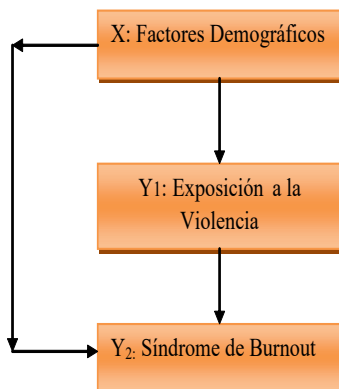 X: Factores Demográficos
Y1: Exposición a la
Violencia
Y2: Síndrome de Burnout